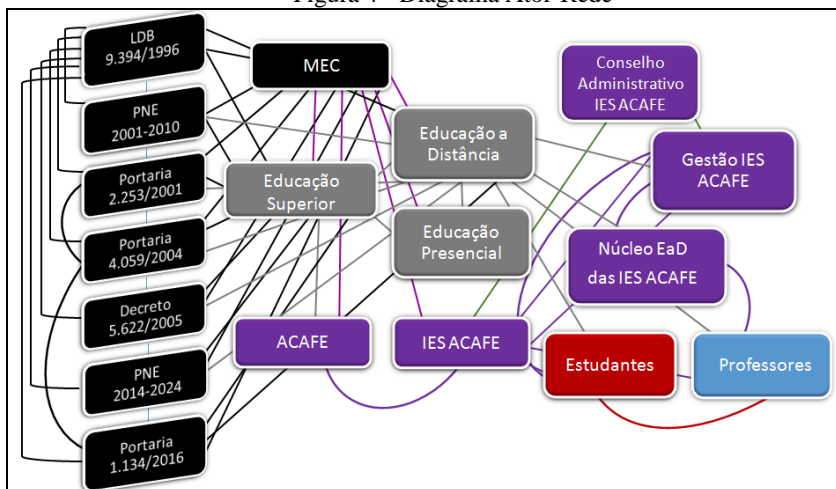 Figura 4 - Diagrama Ator-Rede
LDB
9.394/1996
PNE
2001-2010
Portaria
2.253/2001
Portaria
4.059/2004
Decreto
5.622/2005
PNE
2014-2024
Portaria
1.134/2016
MEC
Educação
Superior
Educação a
Distância
Educação
Presencial
ACAFE
IES ACAFE
Conselho
Administrativo
IES ACAFE
Gestão IES
ACAFE
Núcleo EaD
das IES ACAFE
Estudantes
Professores